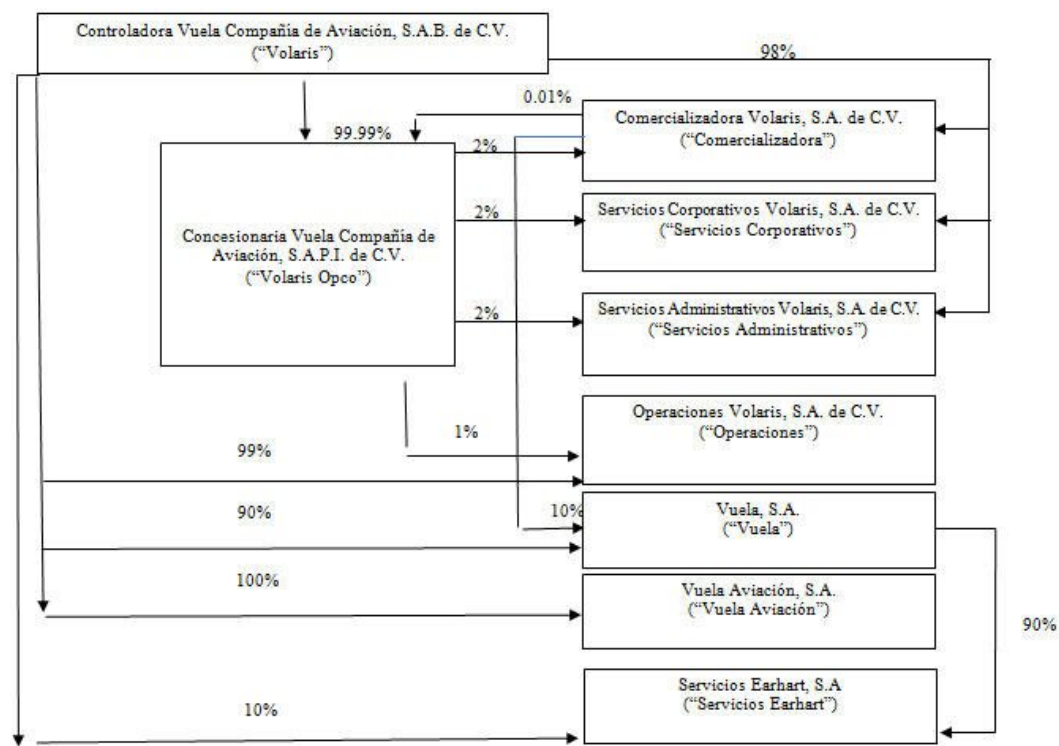 Controladora Vuela Compañía de Aviación, S.A.B. de C.V.
(“Volaris”)
98%
0.01%
99.99%
Comercializadora Volaris, S.A. de C.V.
(“Comercializadora”)
2%
Concesionaria Vuela Compañía de
Aviación, S.A.P.I. de C.V.
(“Volaris Opco”)
2%
Servicios Corporativos Volaris, S.A. de C.V.
(“Servicios Corporativos”)
2%
Servicios Administrativos Volaris, S.A. de C.V.
(“Servicios Administrativos”)
1%
Operaciones Volaris, S.A. de C.V.
(“Operaciones”)
99%
90%
10%
Vuela, S.A.
(“Vuela”)
100%
Vuela Aviación, S.A.
(“Vuela Aviación”)
90%
10%
Servicios Earhart, S.A
(“Servicios Earhart”)